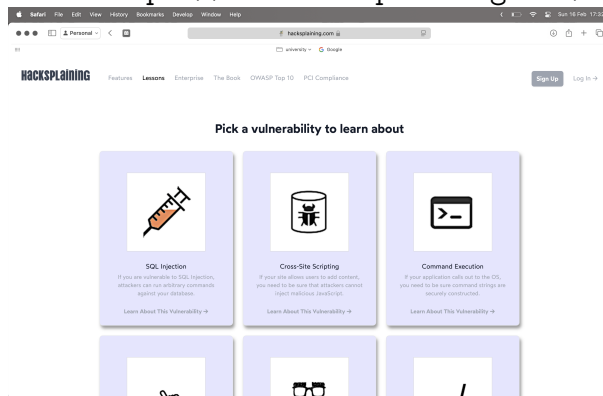 Safari File Edit View History Bookmarks Develop Window Help
Sun 16 Feb 17:33
Personal
hacksplaining.com
university
Google
HACKSPLAINING Features Lessons Enterprise The Book OWASP Top 10 PCI Compliance Sign Up Log In →
Pick a vulnerability to learn about
SQL Injection
If you are vulnerable to SQL Injection,
attackers can run arbitrary commands
against your database.
Learn About This Vulnerability →
Cross-Site Scripting
If your site allows users to add content,
you need to be sure that attackers cannot
inject malicious JavaScript.
Learn About This Vulnerability →
Command Execution
If your application calls out to the OS,
you need to be sure command strings are
securely constructed.
Learn About This Vulnerability →